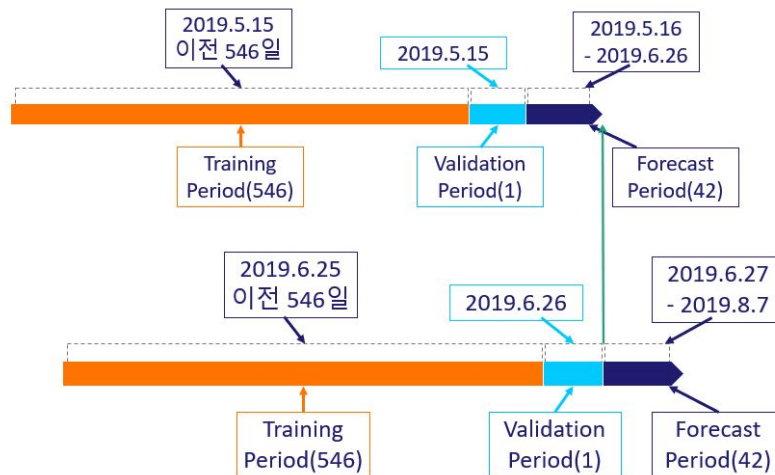 2019.5.15
이전 546일
2019.5.15
2019.5.16
- 2019.6.26
Training
Period(546)
Validation
Period(1)
Forecast
Period(42)
2019.6.25
이전 546일
2019.6.26
2019.6.27
- 2019.8.7
Training
Period(546)
Validation
Period(1)
Forecast
Period(42)